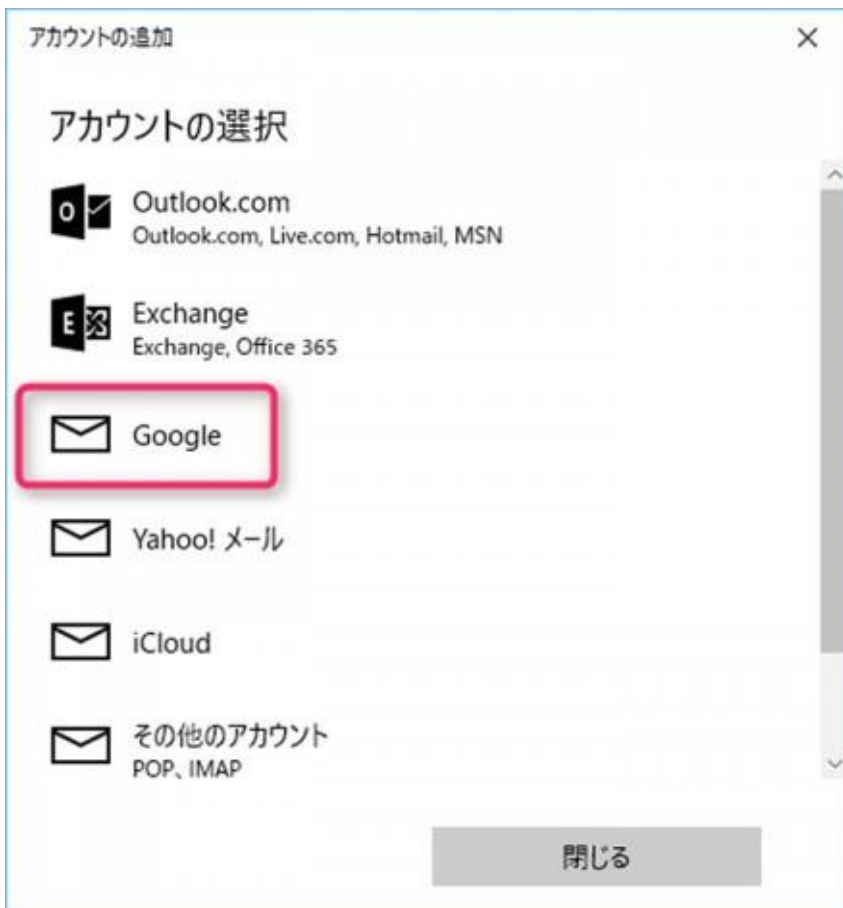 アカウントの追加
アカウントの選択
Outlook.com
Outlook.com, Live.com, Hotmail, MSN
Exchange
Exchange, Office 365
Google
Yahoo! メール
iCloud
その他のアカウント
POP、IMAP
閉じる